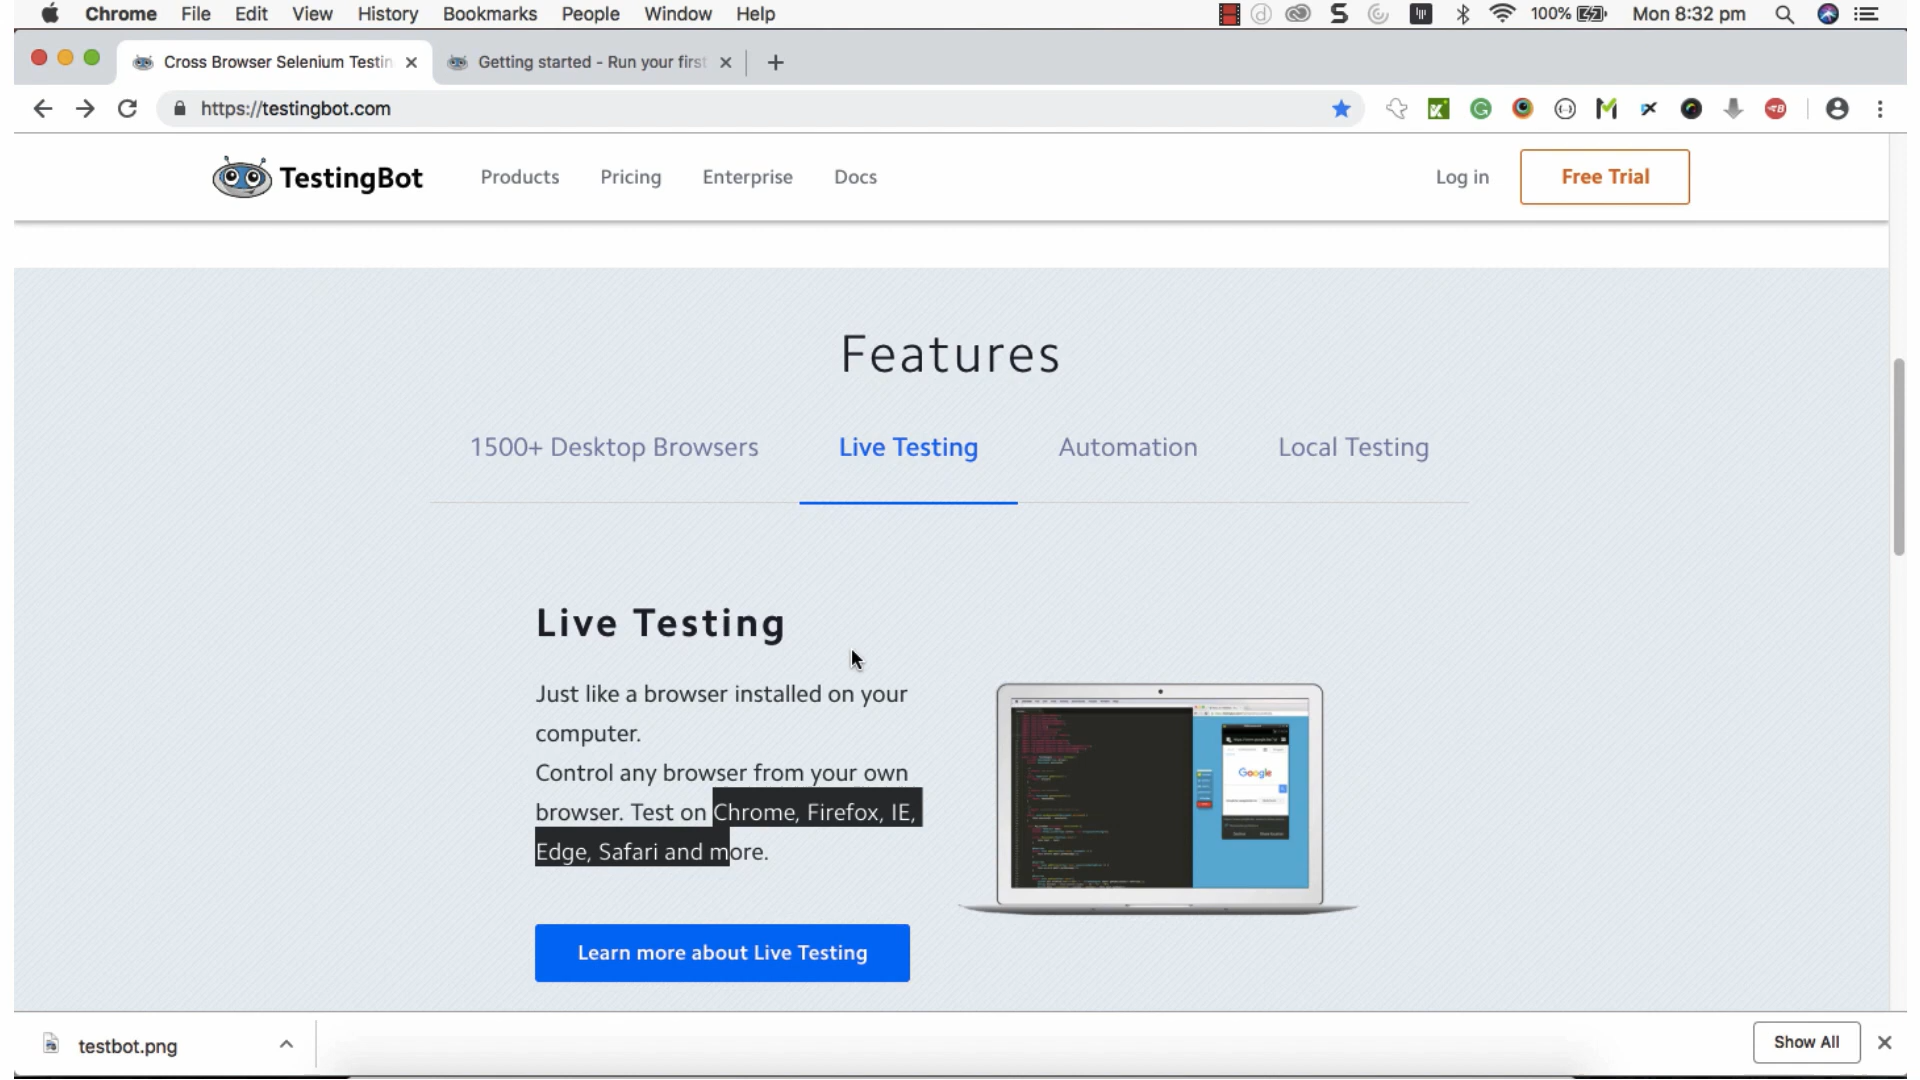 Chrome File Edit View History Bookmarks People Window Help 100% Mon 8:32 pm
Cross Browser Selenium Testin Getting started - Run your first
https://testingbot.com
TestingBot Products Pricing Enterprise Docs Log in Free Trial
Features
1500+ Desktop Browsers Live Testing Automation Local Testing
Live Testing
Just like a browser installed on your
computer.
Control any browser from your own
browser. Test on Chrome, Firefox, IE,
Edge, Safari and more.
Google
Learn more about Live Testing
testbot.png Show All